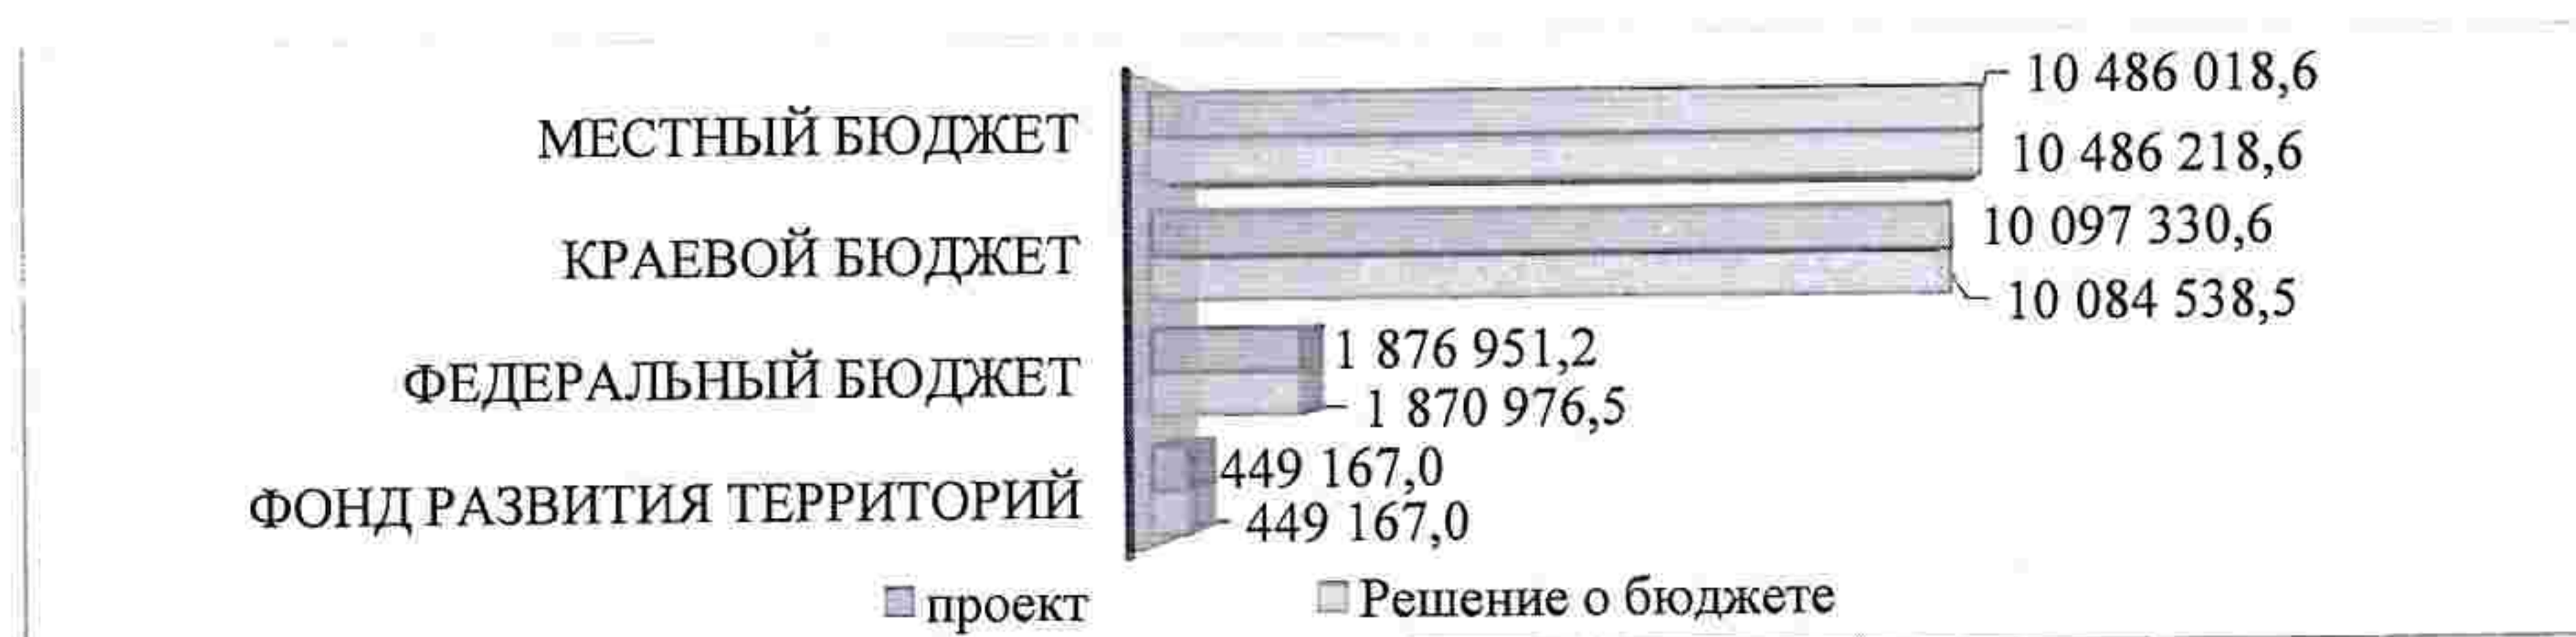 10 486 018,6
МЕСТНЫЙ БЮДЖЕТ
10 486 218,6
10 097 330,6
КРАЕВОЙ БЮДЖЕТ
10 084 538,5
1 876 951,2
ФЕДЕРАЛЬНЫЙ БЮДЖЕТ
1 870 976,5
449 167,0
ФОНД РАЗВИТИЯ ТЕРРИТОРИЙ
449 167,0
проект Решение о бюджете